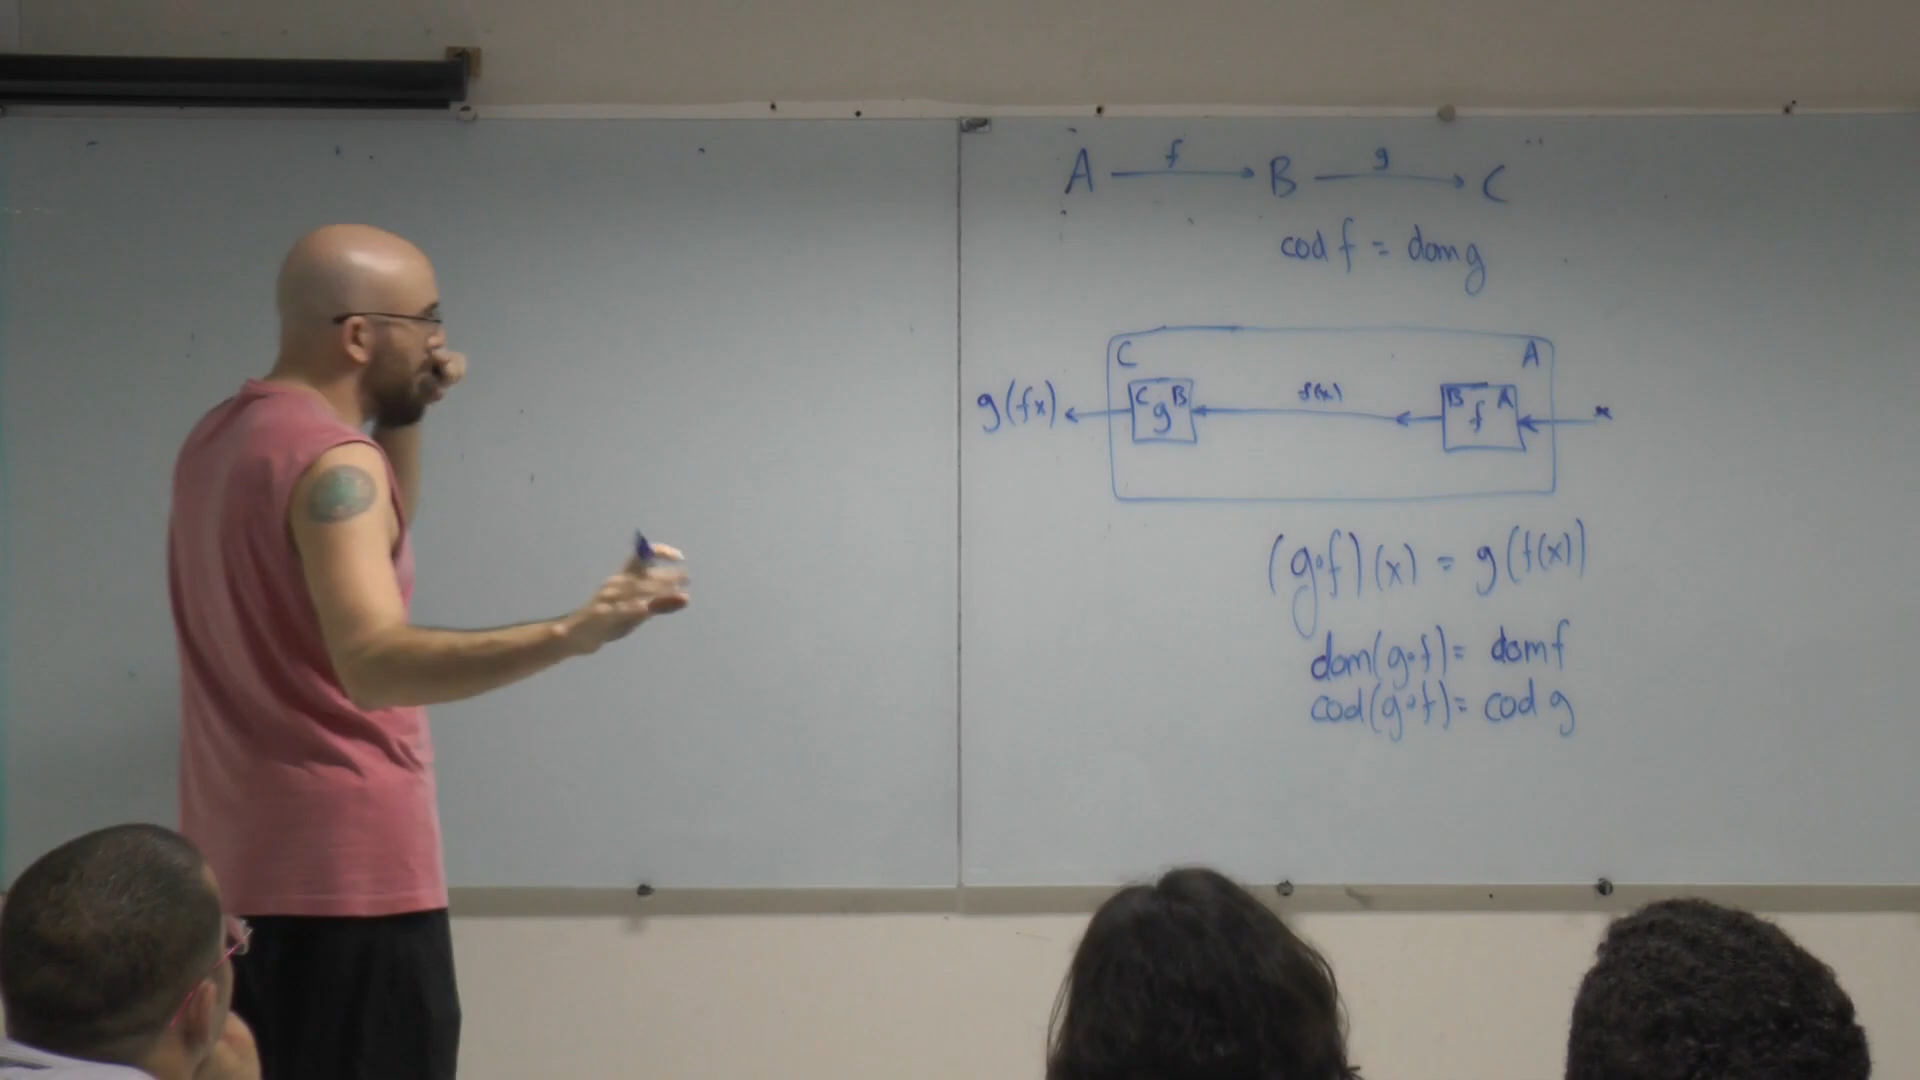 A f B g C
cod f = dom g
C A
g(fx) C g B f(x) B f A x
(g∘f)(x) = g(f(x))
dom(g∘f) = dom f
cod(g∘f) = cod g